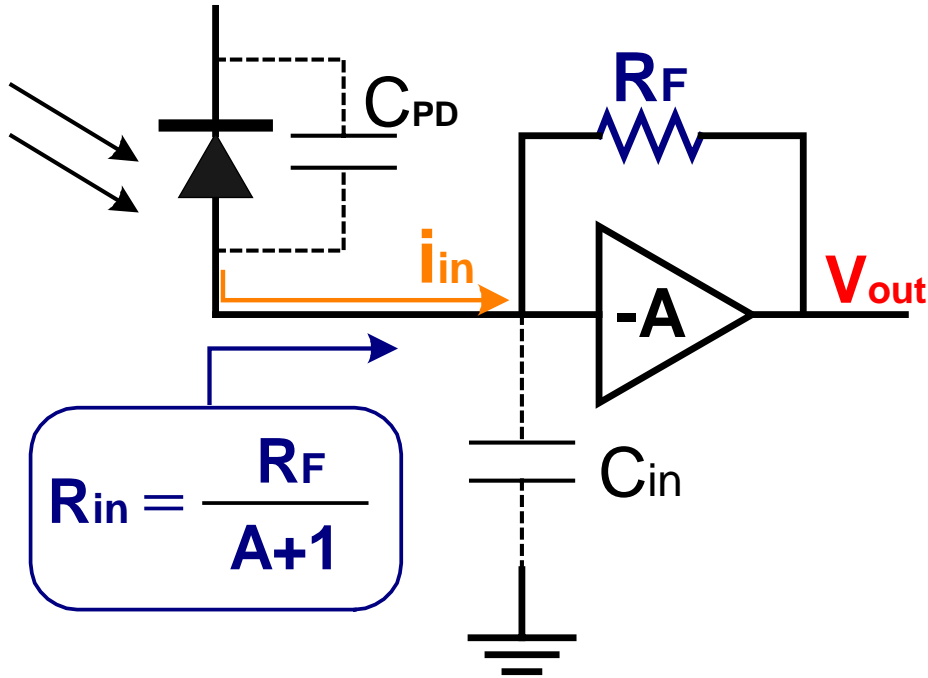 RF
CPD
iin
Vout
-A
Rin = RF
A+1
Cin